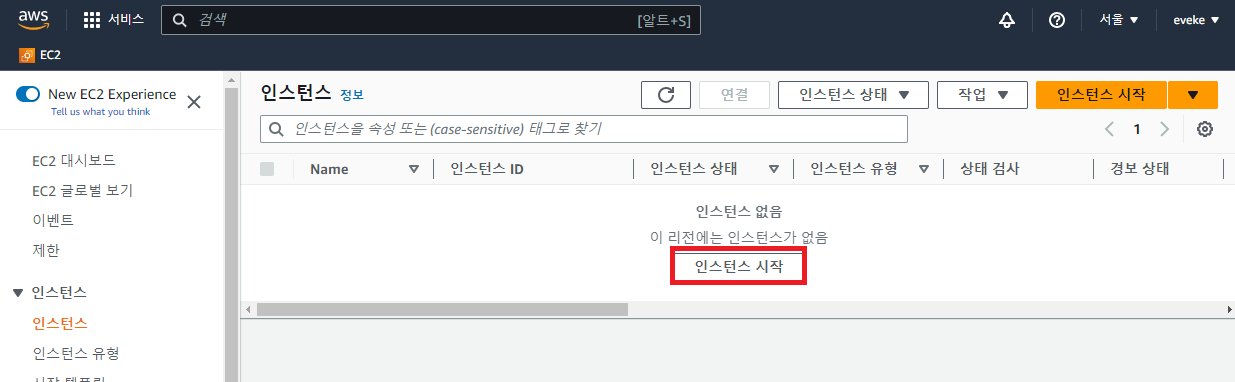 aws 서비스 검색 [알트+S] 서울 eveke
EC2
New EC2 Experience
Tell us what you think
EC2 대시보드
EC2 글로벌 보기
이벤트
제한
인스턴스
인스턴스
인스턴스 유형
시작 템플릿
인스턴스 정보 연결 인스턴스 상태 작업 인스턴스 시작
인스턴스을 속성 또는 (case-sensitive) 태그로 찾기 1
Name 인스턴스 ID 인스턴스 상태 인스턴스 유형 상태 검사 경보 상태
인스턴스 없음
이 리전에는 인스턴스가 없음
인스턴스 시작